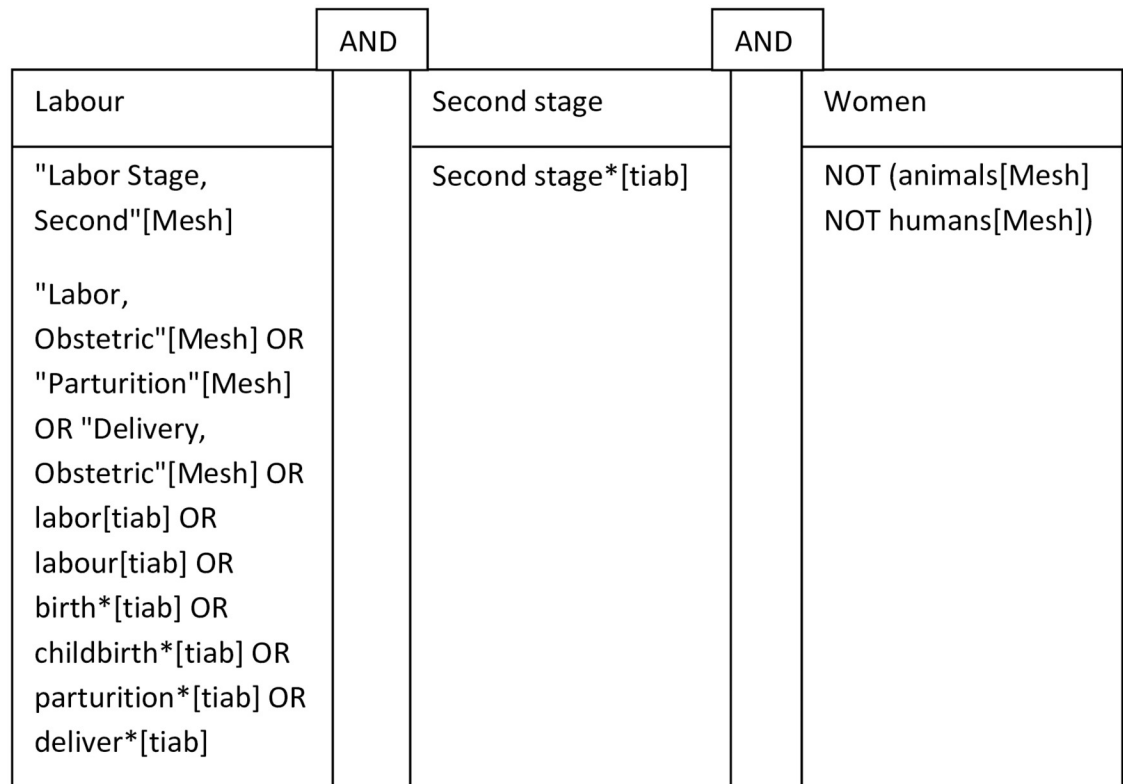 AND
AND
Labour
Second stage
Women
"Labor Stage,
Second"[Mesh]
"Labor,
Obstetric"[Mesh] OR
"Parturition"[Mesh]
OR "Delivery,
Obstetric"[Mesh] OR
labor[tiab] OR
labour[tiab] OR
birth*[tiab] OR
childbirth*[tiab] OR
parturition*[tiab] OR
deliver*[tiab]
Second stage*[tiab]
NOT (animals[Mesh]
NOT humans[Mesh])